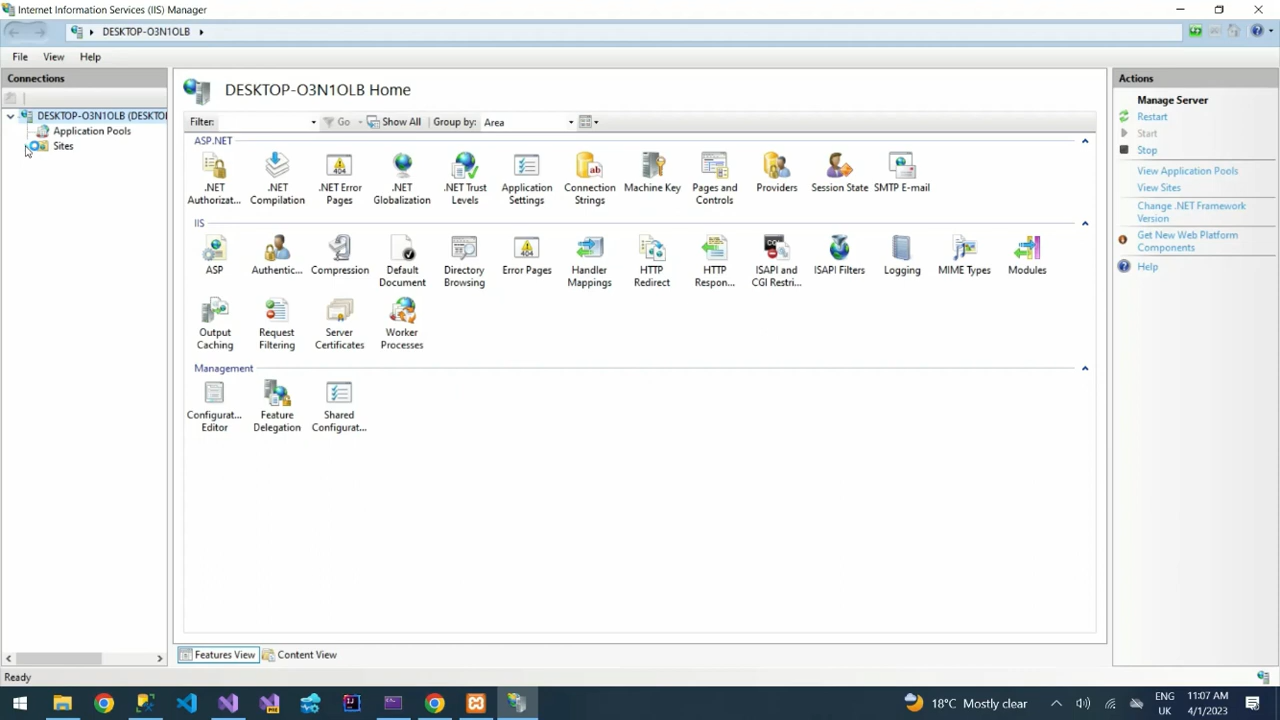 Internet Information Services (IIS) Manager
DESKTOP-O3N1OLB
File View Help
Connections
DESKTOP-O3N1OLB (DESKTO
Application Pools
Sites
DESKTOP-O3N1OLB Home
Filter: Go Show All Group by: Area
ASP.NET
.NET Authorizat...
.NET Compilation
.NET Error Pages
.NET Globalization
.NET Trust Levels
Application Settings
Connection Strings
Machine Key
Pages and Controls
Providers
Session State
SMTP E-mail
IIS
ASP
Authentic...
Compression
Default Document
Directory Browsing
Error Pages
Handler Mappings
HTTP Redirect
HTTP Respon...
ISAPI and CGI Restri...
ISAPI Filters
Logging
MIME Types
Modules
Output Caching
Request Filtering
Server Certificates
Worker Processes
Management
Configurat... Editor
Feature Delegation
Shared Configurat...
Features View Content View
Actions
Manage Server
Restart
Start
Stop
View Application Pools
View Sites
Change .NET Framework
Version
Get New Web Platform
Components
Help
Ready
18°C Mostly clear
ENG
UK
11:07 AM
4/1/2023